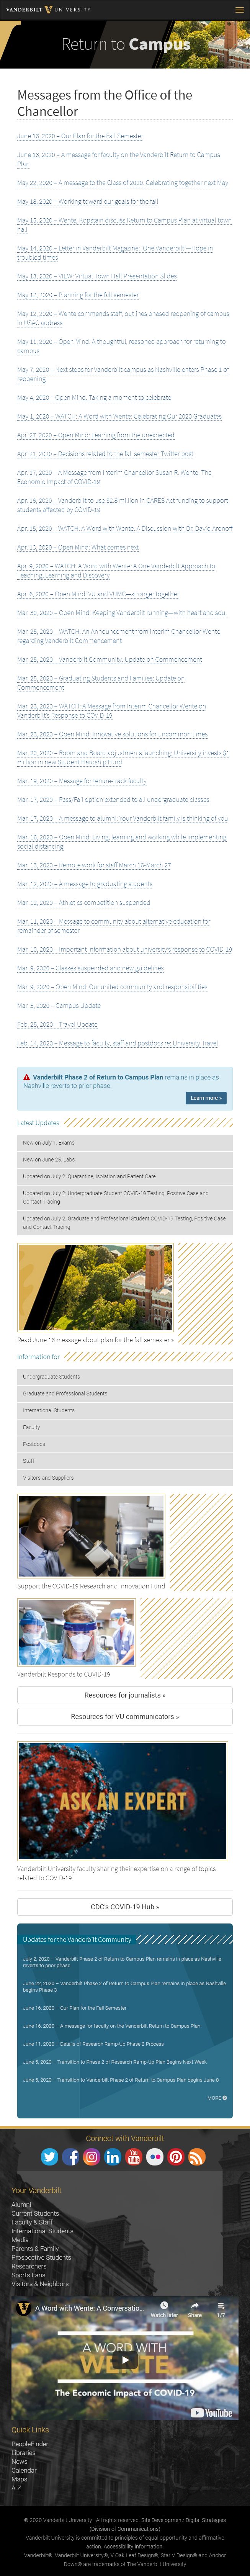 VANDERBILT V UNIVERSITY
Return to Campus
Messages from the Office of the
Chancellor
June 16, 2020 – Our Plan for the Fall Semester
June 16, 2020 – A message for faculty on the Vanderbilt Return to Campus
Plan
May 22, 2020 – A message to the Class of 2020: Celebrating together next May
May 18, 2020 – Working toward our goals for the fall
May 15, 2020 – Wente, Kopstain discuss Return to Campus Plan at virtual town
hall
May 14, 2020 – Letter in Vanderbilt Magazine: 'One Vanderbilt'—Hope in
troubled times
May 13, 2020 – VIEW: Virtual Town Hall Presentation Slides
May 12, 2020 – Planning for the fall semester
May 12, 2020 – Wente commends staff, outlines phased reopening of campus
in USAC address
May 11, 2020 – Open Mind: A thoughtful, reasoned approach for returning to
campus
May 7, 2020 – Next steps for Vanderbilt campus as Nashville enters Phase 1 of
reopening
May 4, 2020 – Open Mind: Taking a moment to celebrate
May 1, 2020 – WATCH: A Word with Wente: Celebrating Our 2020 Graduates
Apr. 27, 2020 – Open Mind: Learning from the unexpected
Apr. 21, 2020 – Decisions related to the fall semester Twitter post
Apr. 17, 2020 – A Message from Interim Chancellor Susan R. Wente: The
Economic Impact of COVID-19
Apr. 16, 2020 – Vanderbilt to use $2.8 million in CARES Act funding to support
students affected by COVID-19
Apr. 15, 2020 – WATCH: A Word with Wente: A Discussion with Dr. David Aronoff
Apr. 13, 2020 – Open Mind: What comes next
Apr. 9, 2020 – WATCH: A Word with Wente: A One Vanderbilt Approach to
Teaching, Learning and Discovery
Apr. 6, 2020 – Open Mind: VU and VUMC—stronger together
Mar. 30, 2020 – Open Mind: Keeping Vanderbilt running—with heart and soul
Mar. 25, 2020 – WATCH: An Announcement from Interim Chancellor Wente
regarding Vanderbilt Commencement
Mar. 25, 2020 – Vanderbilt Community: Update on Commencement
Mar. 25, 2020 – Graduating Students and Families: Update on
Commencement
Mar. 23, 2020 – WATCH: A Message from Interim Chancellor Wente on
Vanderbilt's Response to COVID-19
Mar. 23, 2020 – Open Mind: Innovative solutions for uncommon times
Mar. 20, 2020 – Room and Board adjustments launching; University invests $1
million in new Student Hardship Fund
Mar. 19, 2020 – Message for tenure-track faculty
Mar. 17, 2020 – Pass/Fail option extended to all undergraduate classes
Mar. 17, 2020 – A message to alumni: Your Vanderbilt family is thinking of you
Mar. 16, 2020 – Open Mind: Living, learning and working while implementing
social distancing
Mar. 13, 2020 – Remote work for staff March 16-March 27
Mar. 12, 2020 – A message to graduating students
Mar. 12, 2020 – Athletics competition suspended
Mar. 11, 2020 – Message to community about alternative education for
remainder of semester
Mar. 10, 2020 – Important information about university's response to COVID-19
Mar. 9, 2020 – Classes suspended and new guidelines
Mar. 9, 2020 – Open Mind: Our united community and responsibilities
Mar. 5, 2020 – Campus Update
Feb. 25, 2020 – Travel Update
Feb. 14, 2020 – Message to faculty, staff and postdocs re: University Travel
Vanderbilt Phase 2 of Return to Campus Plan remains in place as
Nashville reverts to prior phase.
Learn more »
Latest Updates
New on July 1: Exams
New on June 25: Labs
Updated on July 2: Quarantine, Isolation and Patient Care
Updated on July 2: Undergraduate Student COVID-19 Testing, Positive Case and
Contact Tracing
Updated on July 2: Graduate and Professional Student COVID-19 Testing, Positive Case
and Contact Tracing
Read June 16 message about plan for the fall semester »
Information for
Undergraduate Students
Graduate and Professional Students
International Students
Faculty
Postdocs
Staff
Visitors and Suppliers
Support the COVID-19 Research and Innovation Fund
Vanderbilt Responds to COVID-19
Resources for journalists »
Resources for VU communicators »
ASK AN EXPERT
Vanderbilt University faculty sharing their expertise on a range of topics
related to COVID-19
CDC's COVID-19 Hub »
Updates for the Vanderbilt Community
July 2, 2020 – Vanderbilt Phase 2 of Return to Campus Plan remains in place as Nashville
reverts to prior phase
June 22, 2020 – Vanderbilt Phase 2 of Return to Campus Plan remains in place as Nashville
begins Phase 3
June 16, 2020 – Our Plan for the Fall Semester
June 16, 2020 – A message for faculty on the Vanderbilt Return to Campus Plan
June 11, 2020 – Details of Research Ramp-Up Phase 2 Process
June 5, 2020 – Transition to Phase 2 of Research Ramp-Up Plan Begins Next Week
June 5, 2020 – Transition to Vanderbilt Phase 2 of Return to Campus Plan begins June 8
MORE
Connect with Vanderbilt
You Tube
Your Vanderbilt
Alumni
Current Students
Faculty & Staff
International Students
Media
Parents & Family
Prospective Students
Researchers
Sports Fans
Visitors & Neighbors
A Word with Wente: A Conversatio...
Watch later
Share
1/7
A WORD
WITH WENTE
The Economic Impact of COVID-19
YouTube
Quick Links
PeopleFinder
Libraries
News
Calendar
Maps
A-Z
© 2020 Vanderbilt University · All rights reserved. Site Development: Digital Strategies
(Division of Communications)
Vanderbilt University is committed to principles of equal opportunity and affirmative
action. Accessibility information.
Vanderbilt®, Vanderbilt University®, V Oak Leaf Design®, Star V Design® and Anchor
Down® are trademarks of The Vanderbilt University